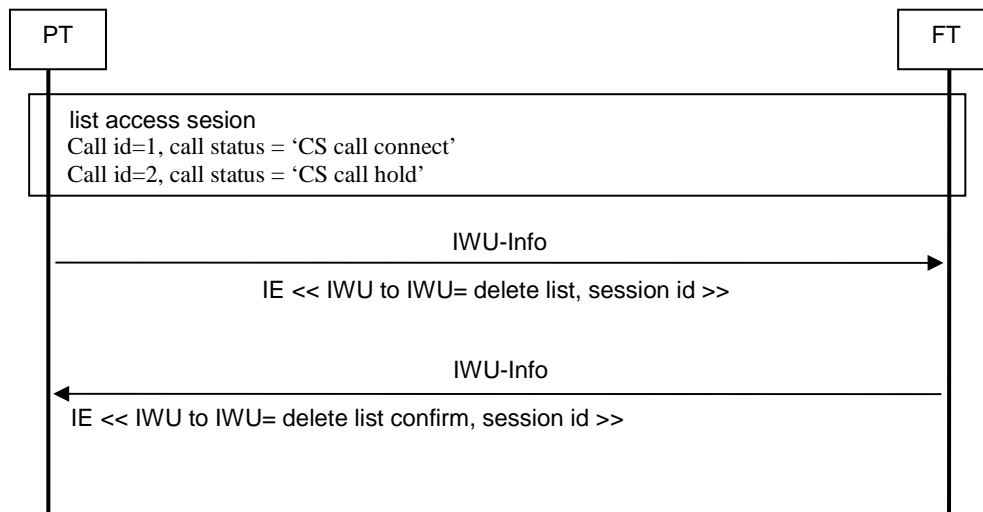 PT
FT
list access sesion
Call id=1, call status = ‘CS call connect’
Call id=2, call status = ‘CS call hold’
IWU-Info
IE << IWU to IWU= delete list, session id >>
IWU-Info
IE << IWU to IWU= delete list confirm, session id >>